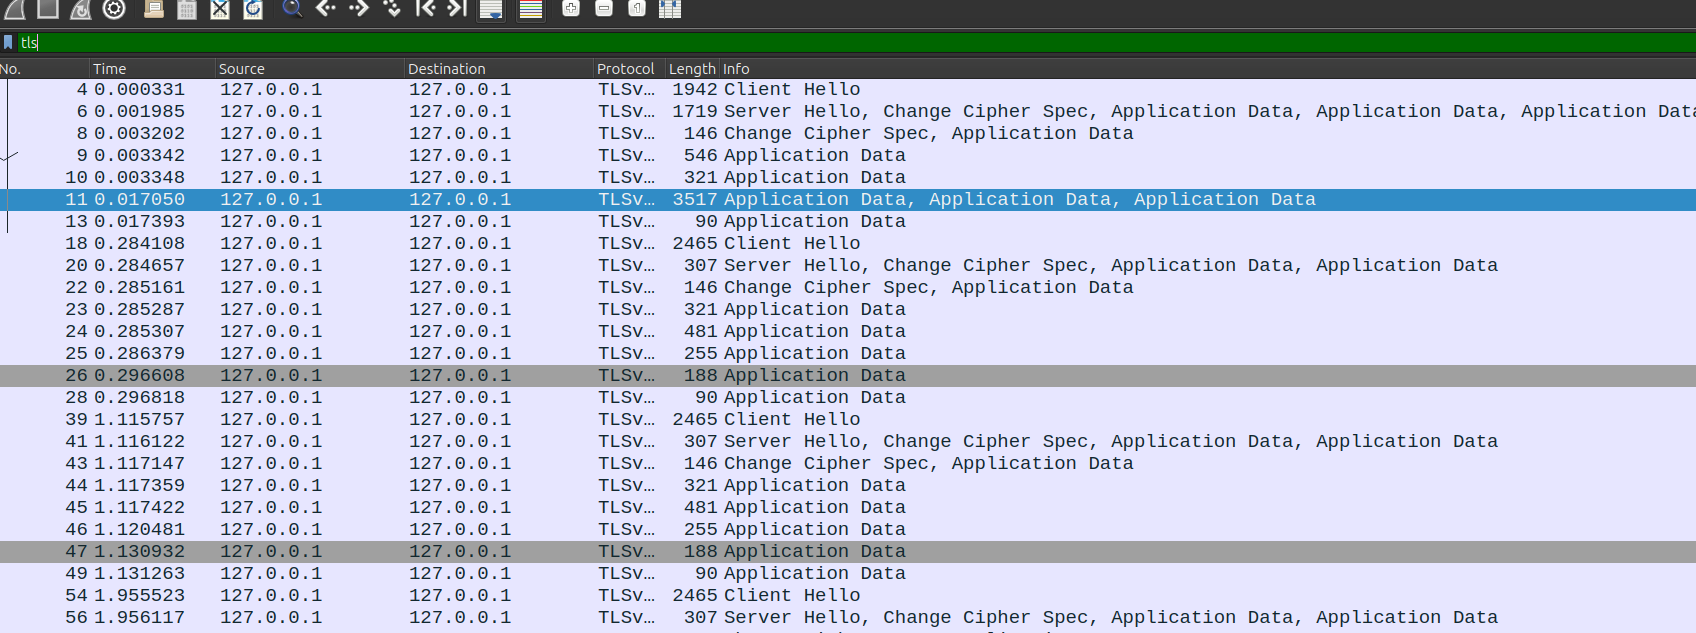 tls
No. Time Source Destination Protocol Length Info
4 0.000331 127.0.0.1 127.0.0.1 TLSv… 1942 Client Hello
6 0.001985 127.0.0.1 127.0.0.1 TLSv… 1719 Server Hello, Change Cipher Spec, Application Data, Application Data, Application Data
8 0.003202 127.0.0.1 127.0.0.1 TLSv… 146 Change Cipher Spec, Application Data
9 0.003342 127.0.0.1 127.0.0.1 TLSv… 546 Application Data
10 0.003348 127.0.0.1 127.0.0.1 TLSv… 321 Application Data
11 0.017050 127.0.0.1 127.0.0.1 TLSv… 3517 Application Data, Application Data, Application Data
13 0.017393 127.0.0.1 127.0.0.1 TLSv… 90 Application Data
18 0.284108 127.0.0.1 127.0.0.1 TLSv… 2465 Client Hello
20 0.284657 127.0.0.1 127.0.0.1 TLSv… 307 Server Hello, Change Cipher Spec, Application Data, Application Data
22 0.285161 127.0.0.1 127.0.0.1 TLSv… 146 Change Cipher Spec, Application Data
23 0.285287 127.0.0.1 127.0.0.1 TLSv… 321 Application Data
24 0.285307 127.0.0.1 127.0.0.1 TLSv… 481 Application Data
25 0.286379 127.0.0.1 127.0.0.1 TLSv… 255 Application Data
26 0.296608 127.0.0.1 127.0.0.1 TLSv… 188 Application Data
28 0.296818 127.0.0.1 127.0.0.1 TLSv… 90 Application Data
39 1.115757 127.0.0.1 127.0.0.1 TLSv… 2465 Client Hello
41 1.116122 127.0.0.1 127.0.0.1 TLSv… 307 Server Hello, Change Cipher Spec, Application Data, Application Data
43 1.117147 127.0.0.1 127.0.0.1 TLSv… 146 Change Cipher Spec, Application Data
44 1.117359 127.0.0.1 127.0.0.1 TLSv… 321 Application Data
45 1.117422 127.0.0.1 127.0.0.1 TLSv… 481 Application Data
46 1.120481 127.0.0.1 127.0.0.1 TLSv… 255 Application Data
47 1.130932 127.0.0.1 127.0.0.1 TLSv… 188 Application Data
49 1.131263 127.0.0.1 127.0.0.1 TLSv… 90 Application Data
54 1.955523 127.0.0.1 127.0.0.1 TLSv… 2465 Client Hello
56 1.956117 127.0.0.1 127.0.0.1 TLSv… 307 Server Hello, Change Cipher Spec, Application Data, Application Data